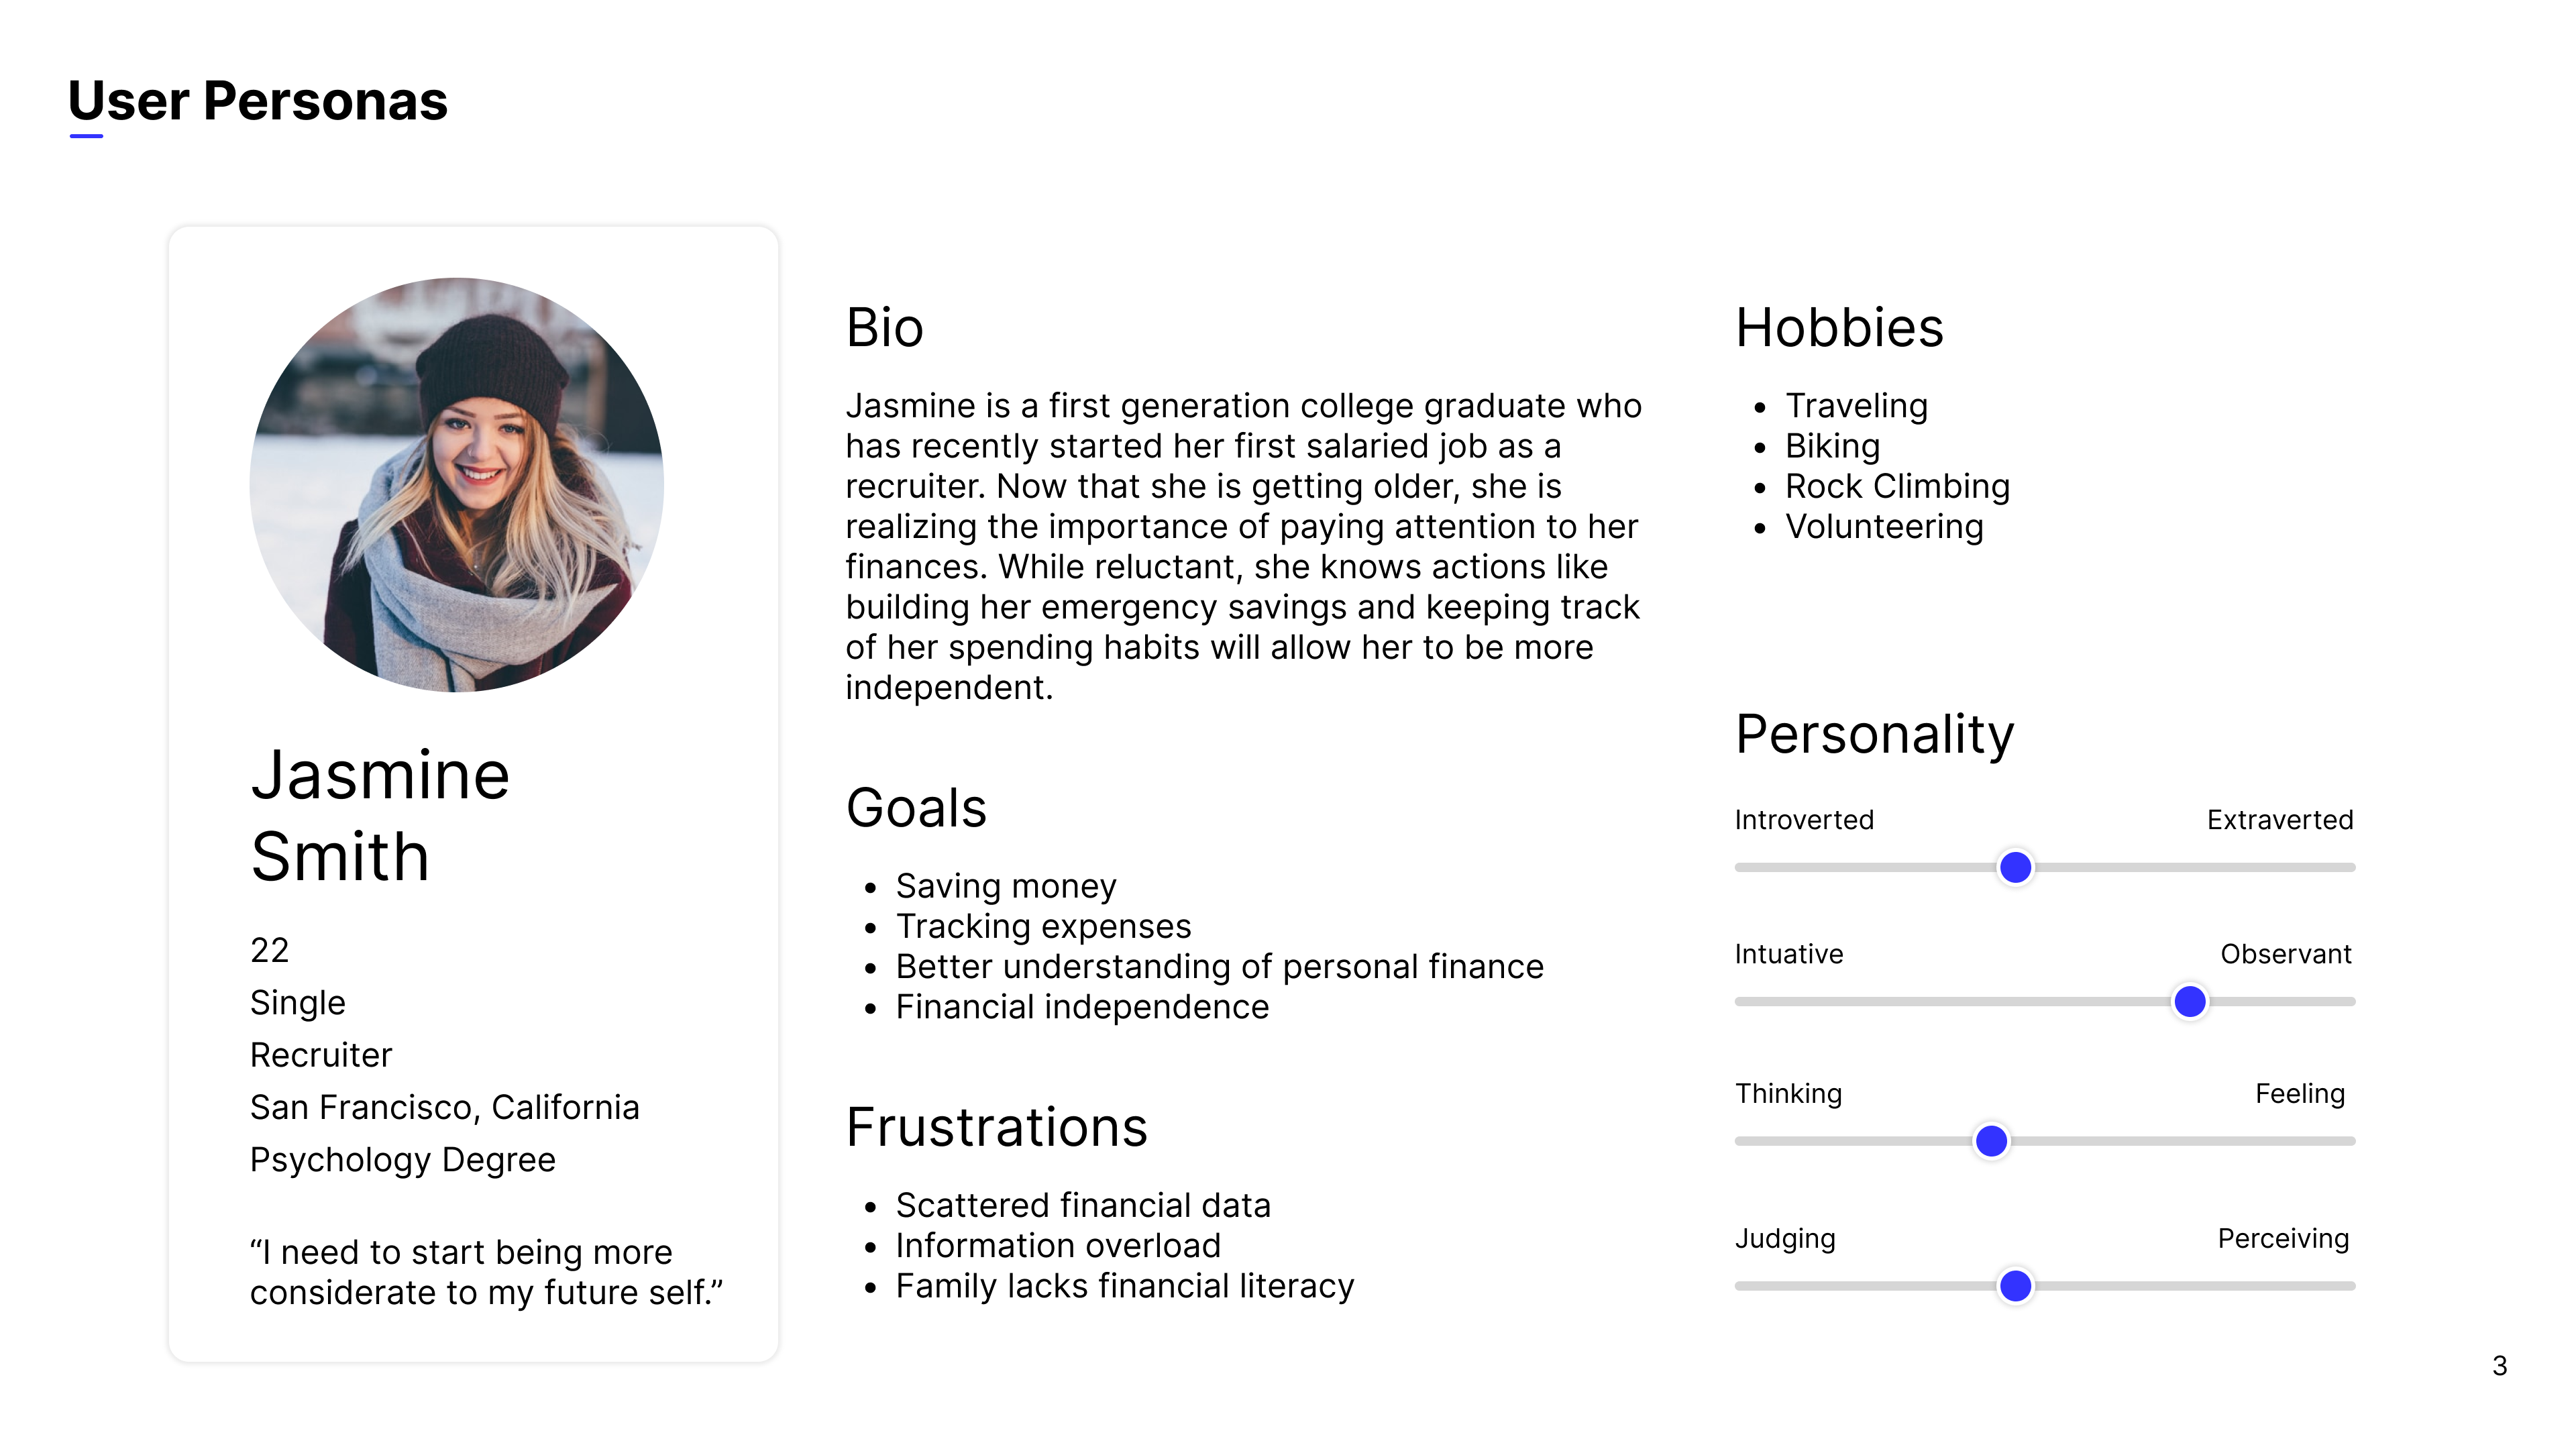 User Personas
Jasmine
Smith
22
Single
Recruiter
San Francisco, California
Psychology Degree
“I need to start being more
considerate to my future self.”
Bio
Jasmine is a first generation college graduate who
has recently started her first salaried job as a
recruiter. Now that she is getting older, she is
realizing the importance of paying attention to her
finances. While reluctant, she knows actions like
building her emergency savings and keeping track
of her spending habits will allow her to be more
independent.
Goals
• Saving money
• Tracking expenses
• Better understanding of personal finance
• Financial independence
Frustrations
• Scattered financial data
• Information overload
• Family lacks financial literacy
Hobbies
• Traveling
• Biking
• Rock Climbing
• Volunteering
Personality
Introverted Extraverted
Intuative Observant
Thinking Feeling
Judging Perceiving
3